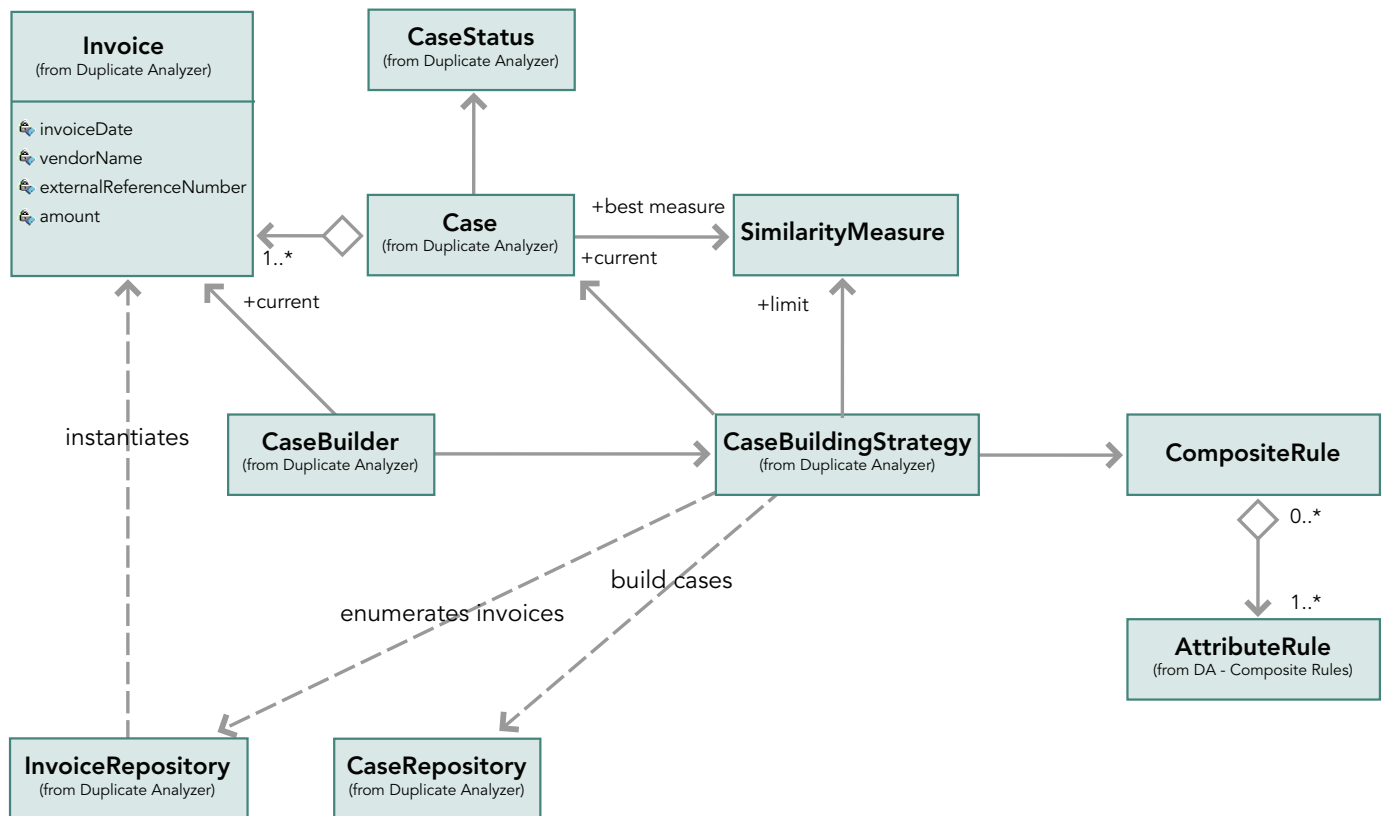 Invoice
(from Duplicate Analyzer)
invoiceDate
vendorName
externalReferenceNumber
amount
CaseStatus
(from Duplicate Analyzer)
1..*
Case
(from Duplicate Analyzer)
+best measure
+current
SimilarityMeasure
+current
+limit
instantiates
CaseBuilder
(from Duplicate Analyzer)
CaseBuildingStrategy
(from Duplicate Analyzer)
CompositeRule
0..*
1..*
build cases
enumerates invoices
AttributeRule
(from DA - Composite Rules)
InvoiceRepository
(from Duplicate Analyzer)
CaseRepository
(from Duplicate Analyzer)